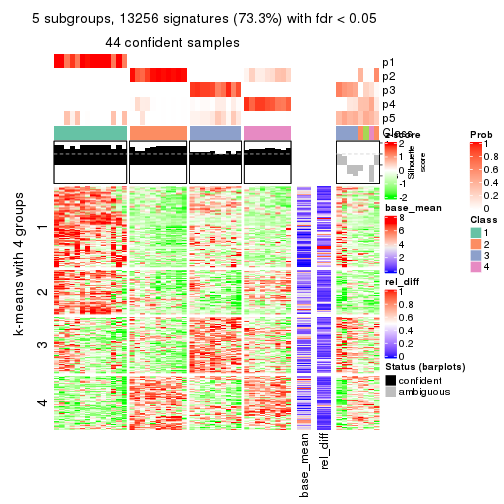 5 subgroups, 13256 signatures (73.3%) with fdr < 0.05
44 confident samples
p1
p2
p3
p4
p5
Class
z-score
2
1
0
-1
-2
Silhouette
score
base_mean
8
6
4
2
0
rel_diff
1
0.8
0.6
0.4
0.2
0
Status (barplots)
confident
ambiguous
Prob
1
0.8
0.6
0.4
0.2
0
Class
1
2
3
4
k-means with 4 groups
1
2
3
4
base_mean
rel_diff